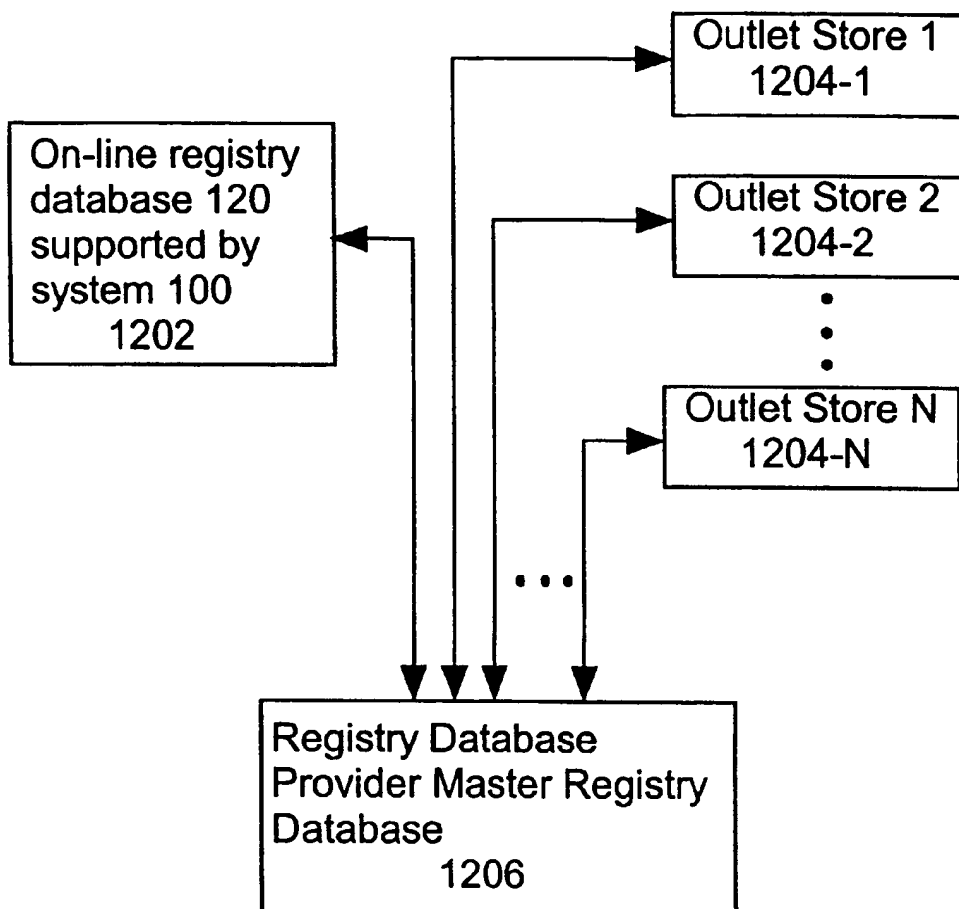 Outlet Store 1
1204-1
On-line registry
database 120
supported by
system 100
1202
Outlet Store 2
1204-2
Outlet Store N
1204-N
Registry Database
Provider Master Registry
Database
1206